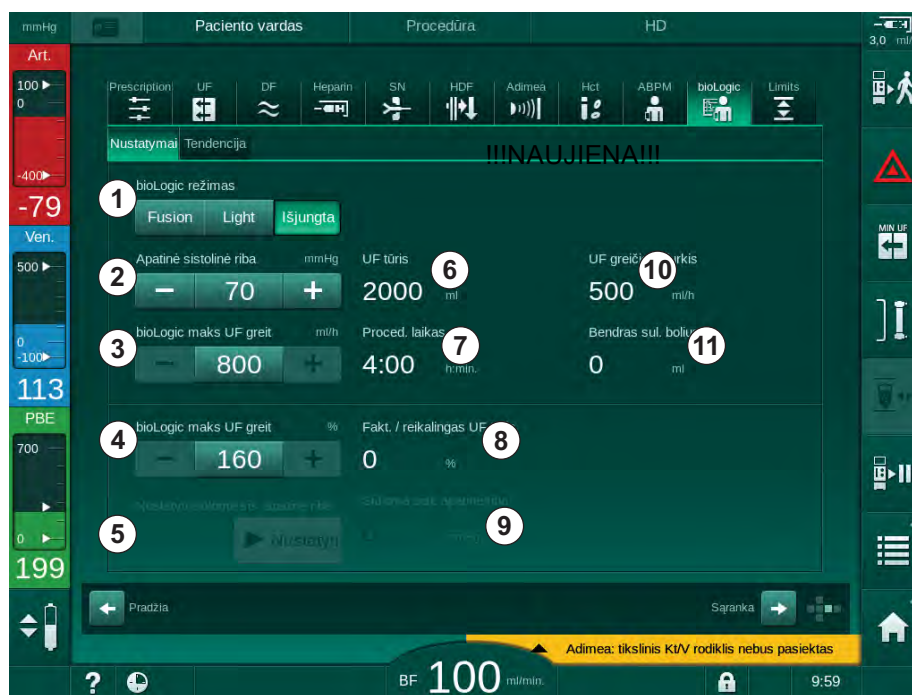 mmHg Paciento vardas Procedūra HD
3,0 ml/
Art.
100
0
-400
-79
Ven.
500
0
-100
113
PBE
700
0
199
Prescription UF DF Heparin SN HDF Adimea Hct ABPM bioLogic Limits
Nustatymai Tendencija
!!!NAUJIENA!!!
MIN UF
bioLogic režimas
1
Fusion Light Išjungta
Apatinė sistolinė riba mmHg UF tūris
2 − 70 + 2000 ml 6
UF greičio
500 ml/h 10
bioLogic maks UF greit ml/h Proced. laikas Bendras sul. bolius
3 − 800 + 4:00 h:min. 7 0 ml 11
bioLogic maks UF greit % Fakt. / reikalingas UF
4 − 160 + 0 % 8
5 9
Pradžia Sąranka
Adimea: tikslinis Kt/V rodiklis nebus pasiektas
? BF 100 ml/min. 9:59